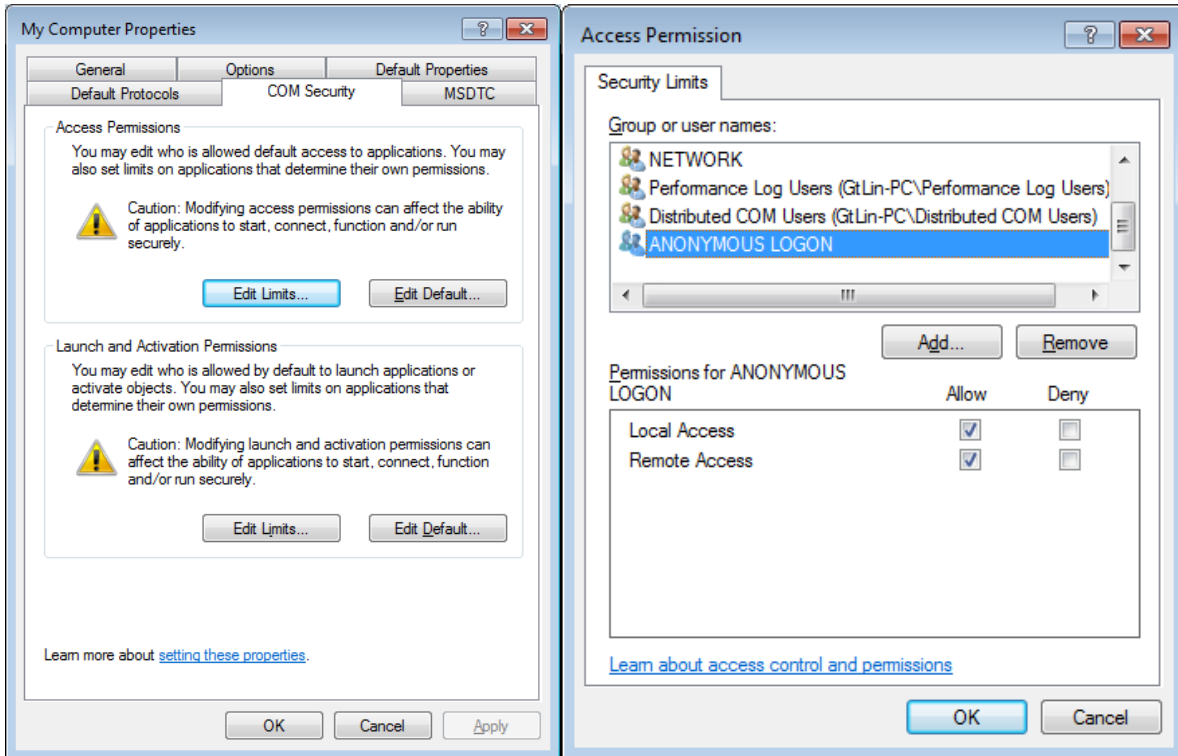 My Computer Properties
General Options Default Properties
Default Protocols COM Security MSDTC
Access Permissions
You may edit who is allowed default access to applications. You may
also set limits on applications that determine their own permissions.
Caution: Modifying access permissions can affect the ability
of applications to start, connect, function and/or run
securely.
Edit Limits... Edit Default...
Launch and Activation Permissions
You may edit who is allowed by default to launch applications or
activate objects. You may also set limits on applications that
determine their own permissions.
Caution: Modifying launch and activation permissions can
affect the ability of applications to start, connect, function
and/or run securely.
Edit Limits... Edit Default...
Learn more about setting these properties.
OK Cancel Apply
Access Permission
Security Limits
Group or user names:
NETWORK
Performance Log Users (GtLin-PC\Performance Log Users)
Distributed COM Users (GtLin-PC\Distributed COM Users)
ANONYMOUS LOGON
Add... Remove
Permissions for ANONYMOUS
LOGON Allow Deny
Local Access
Remote Access
Learn about access control and permissions
OK Cancel